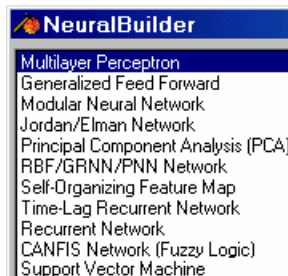 NeuralBuilder
Multilayer Perceptron
Generalized Feed Forward
Modular Neural Network
Jordan/Elman Network
Principal Component Analysis (PCA)
RBF/GRNN/PNN Network
Self-Organizing Feature Map
Time-Lag Recurrent Network
Recurrent Network
CANFIS Network (Fuzzy Logic)
Support Vector Machine